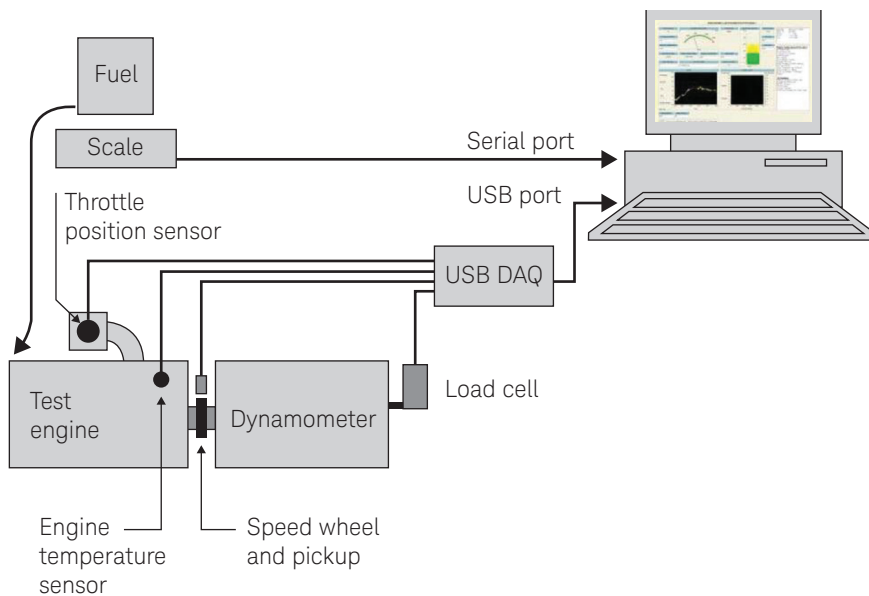 Fuel
Scale
Serial port
Throttle
position sensor
USB port
USB DAQ
Load cell
Test
engine
Dynamometer
Engine
temperature
sensor
Speed wheel
and pickup